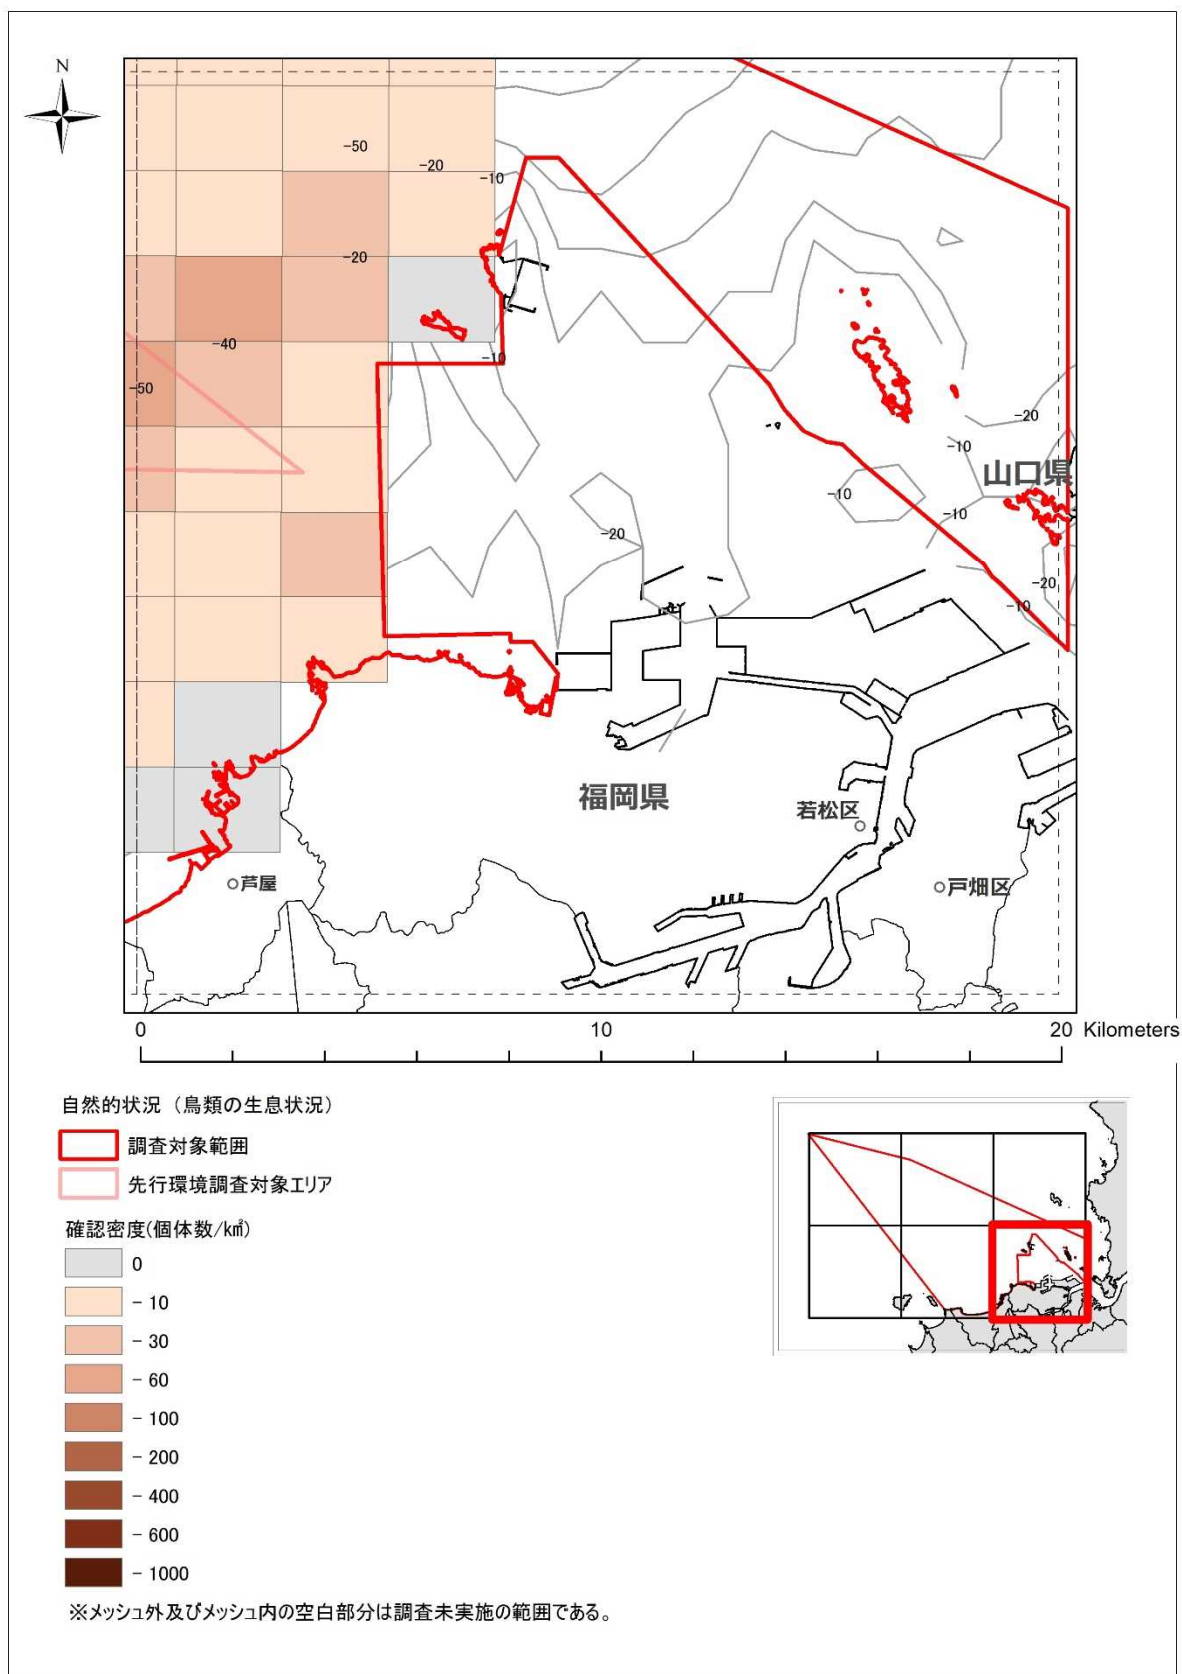 N
-50
-20
-10
-20
-40
-10
-50
-20
-10
山口県
-10
-10
-20
-20
-10
福岡県
若松区
芦屋
戸畑区
0 10 20 Kilometers
自然的状況（鳥類の生息状況）
調査対象範囲
先行環境調査対象エリア
確認密度(個体数/k㎡)
0
- 10
- 30
- 60
- 100
- 200
- 400
- 600
- 1000
※メッシュ外及びメッシュ内の空白部分は調査未実施の範囲である。